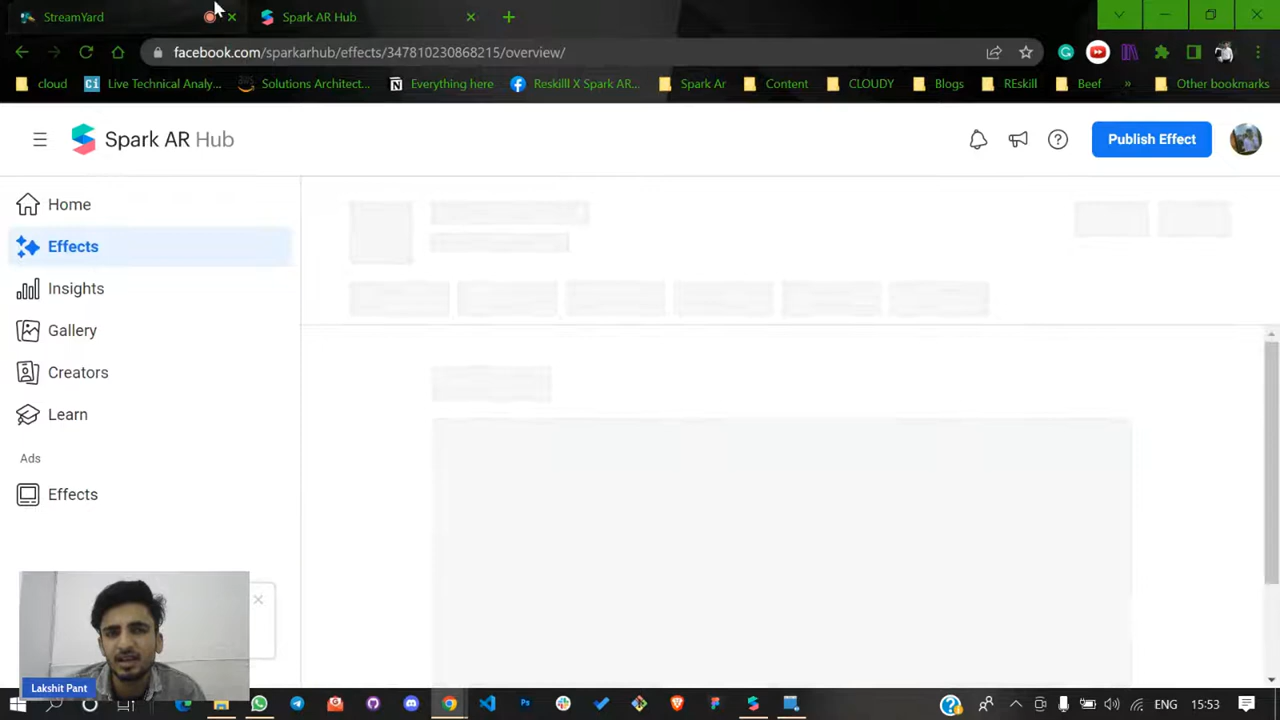 StreamYard
Spark AR Hub
facebook.com/sparkarhub/effects/347810230868215/overview/
cloud
Live Technical Analy...
Solutions Architect...
Everything here
Reskilll X Spark AR...
Spark Ar
Content
CLOUDY
Blogs
REskill
Beef
»
Other bookmarks
Spark AR Hub
Publish Effect
Home
Effects
Insights
Gallery
Creators
Learn
Ads
Effects
Lakshit Pant
ENG
15:53